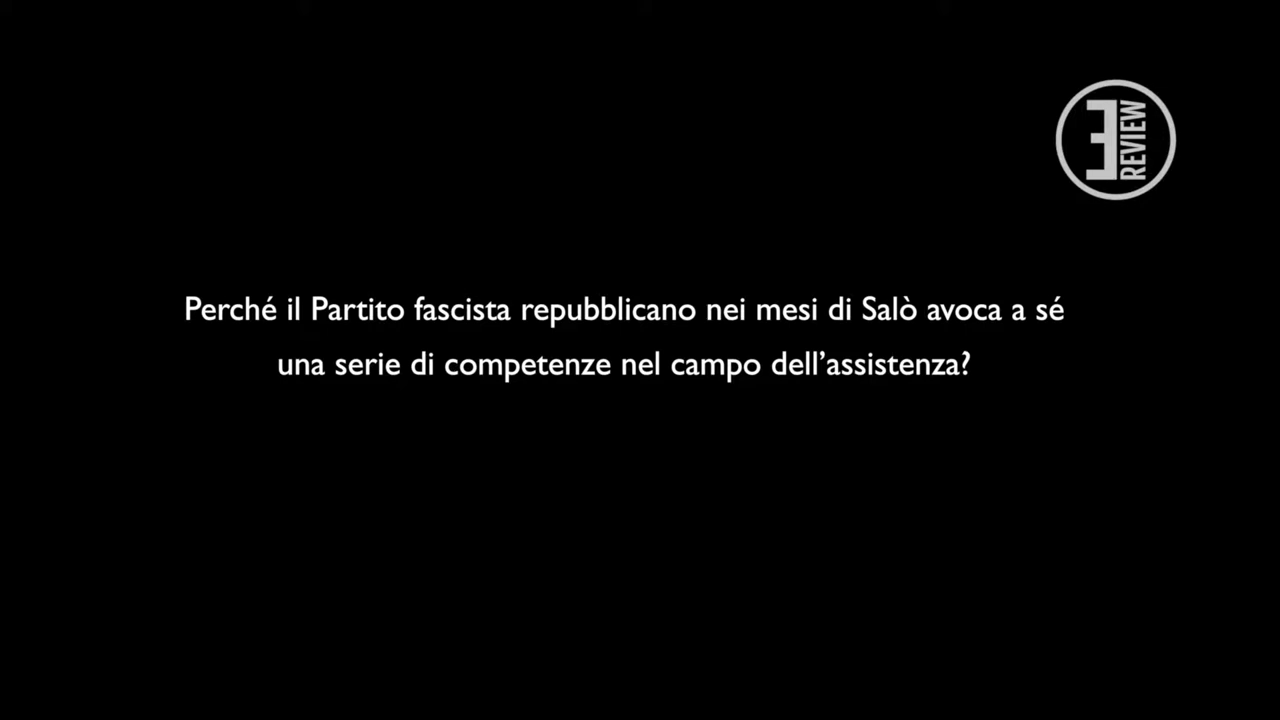 E REVIEW
Perché il Partito fascista repubblicano nei mesi di Salò avoca a sé
una serie di competenze nel campo dell’assistenza?